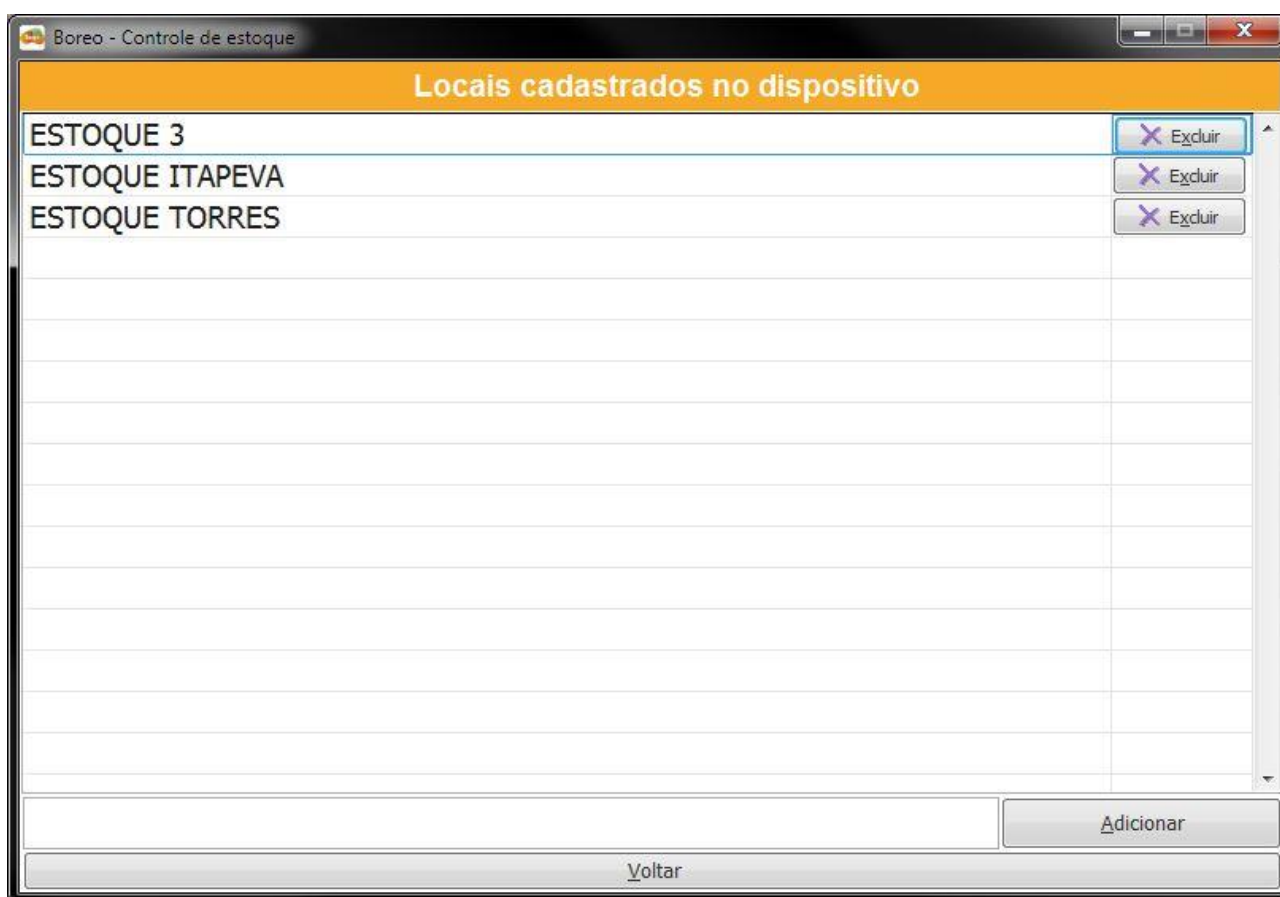 Boreo - Controle de estoque
Locais cadastrados no dispositivo
ESTOQUE 3 Excluir
ESTOQUE ITAPEVA Excluir
ESTOQUE TORRES Excluir
Adicionar
Voltar